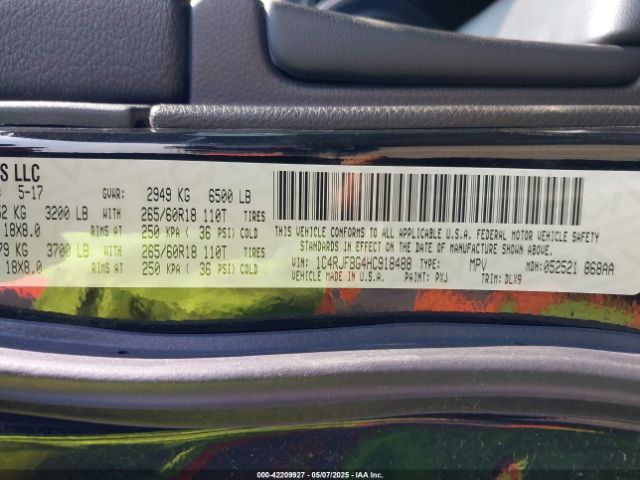 S LLC
5-17 GVWR: 2949 KG 6500 LB
KG 3200 LB WITH 265/60R18 110T TIRES
18X8.0 RIMS AT 250 KPA ( 36 PSI) COLD
79 KG 3700 LB WITH 265/60R18 110T TIRES
18X8.0 RIMS AT 250 KPA ( 36 PSI) COLD
THIS VEHICLE CONFORMS TO ALL APPLICABLE U.S.A. FEDERAL MOTOR VEHICLE
SAFETY, BUMPER, AND THEFT PREVENTION
STANDARDS IN EFFECT ON THE DATE OF MANUFACTURE SHOWN ABOVE.
VIN: 1C4RJFBG4HC918488 TYPE: MPV MDH: 052521 868AA
MADE IN U.S.A. PAINT: PXJ TRIM: DLX9
000-42209927 - 05/07/2025 - IAA Inc.